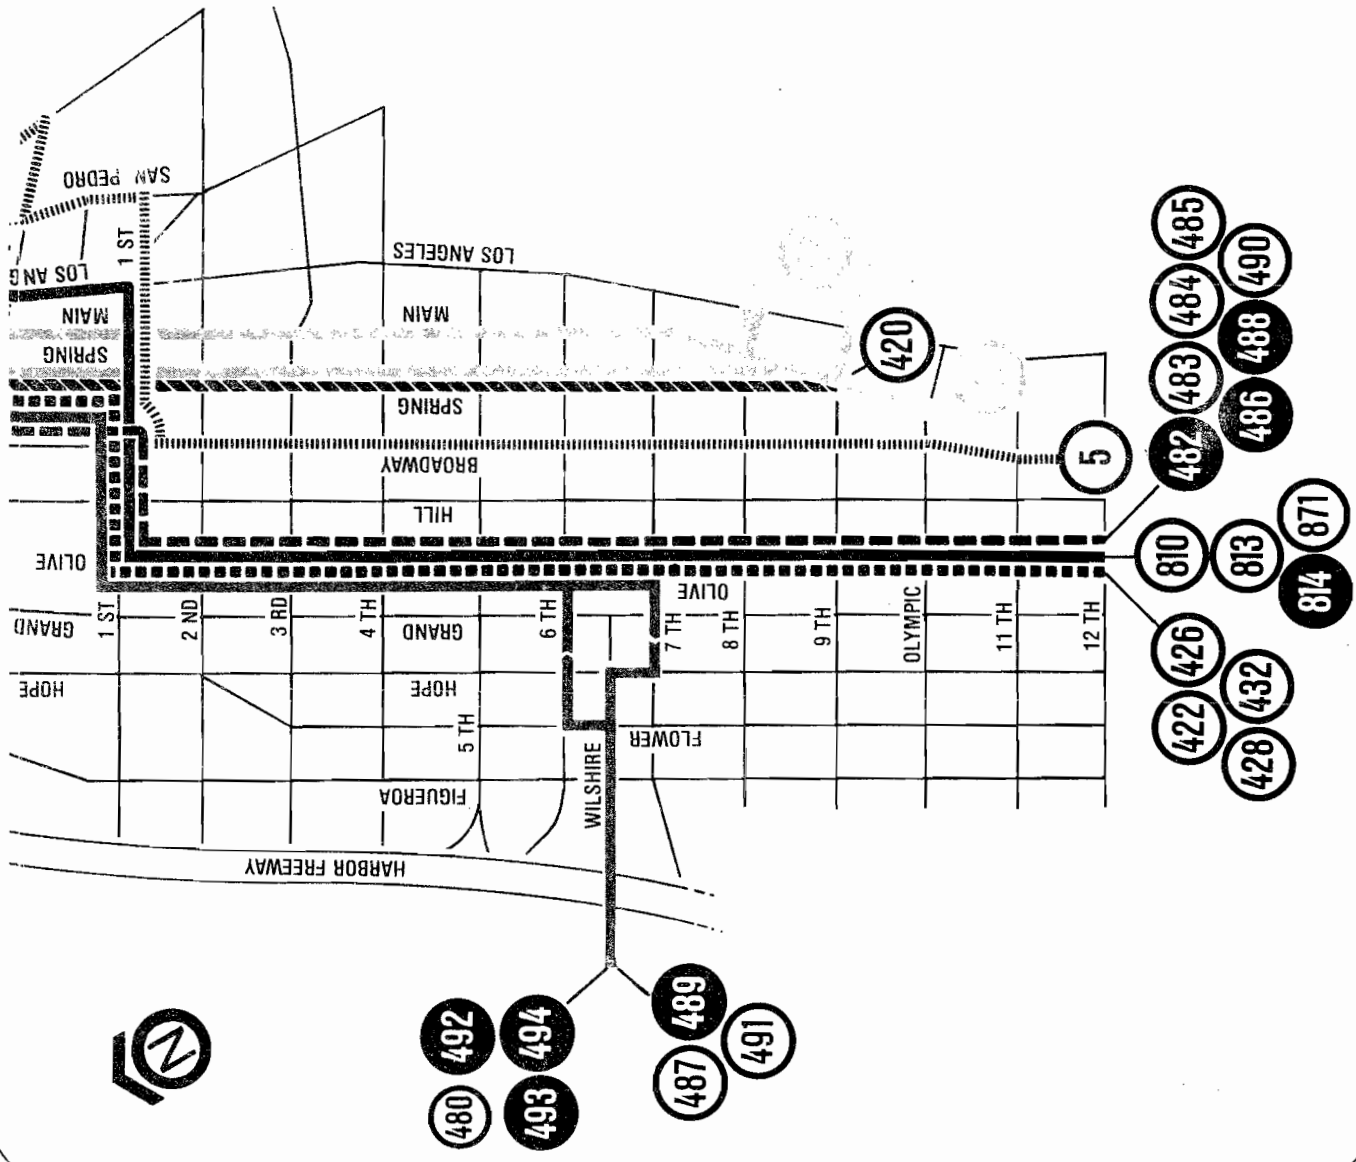 SAN PEDRO
1 ST
LOS ANG
LOS ANGELES
MAIN
MAIN
SPRING
SPRING
BROADWAY
HILL
OLIVE
OLIVE
GRAND
GRAND
HOPE
HOPE
FLOWER
FIGUEROA
WILSHIRE
HARBOR FREEWAY
1 ST
2 ND
3 RD
4 TH
5 TH
6 TH
7 TH
8 TH
9 TH
OLYMPIC
11 TH
12 TH
420
5
485
490
484
488
483
486
482
871
810
813
814
426
432
422
428
492
494
480
493
489
491
487
N